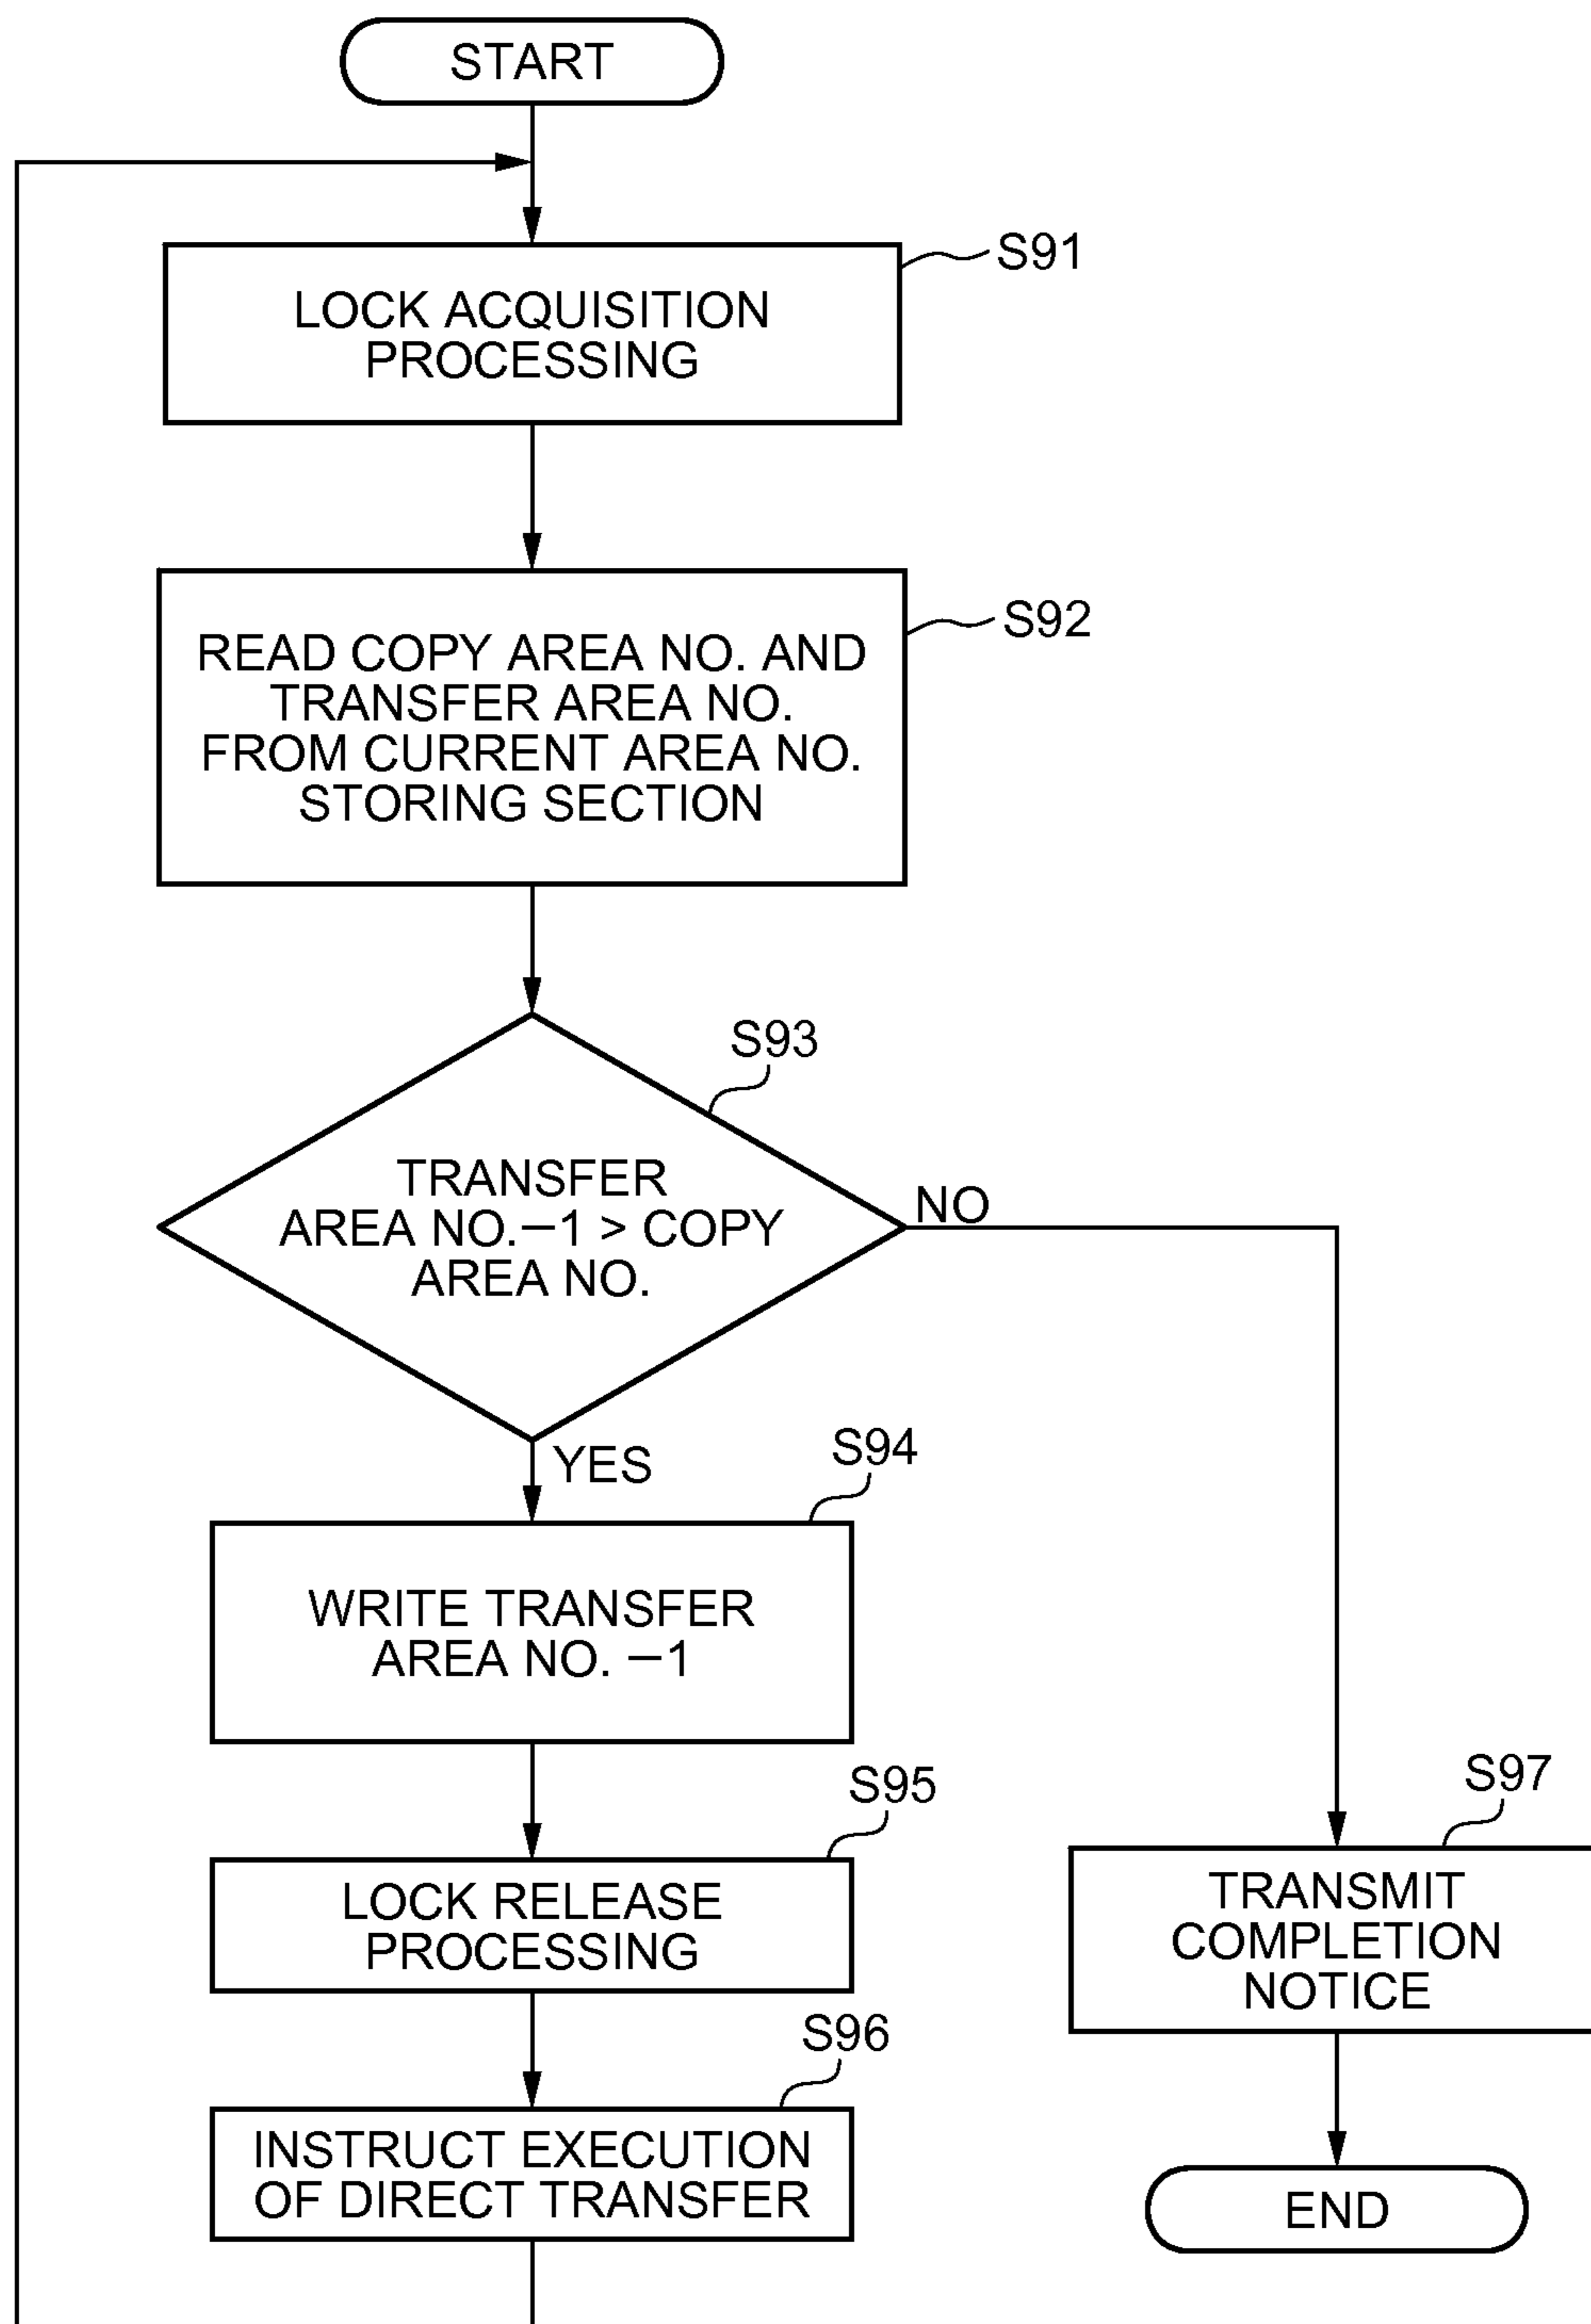 START
S91
LOCK ACQUISITION
PROCESSING
S92
READ COPY AREA NO. AND
TRANSFER AREA NO.
FROM CURRENT AREA NO.
STORING SECTION
S93
TRANSFER
AREA NO.−1 > COPY
AREA NO.
NO
YES
S94
WRITE TRANSFER
AREA NO. −1
S95
LOCK RELEASE
PROCESSING
S96
INSTRUCT EXECUTION
OF DIRECT TRANSFER
S97
TRANSMIT
COMPLETION
NOTICE
END